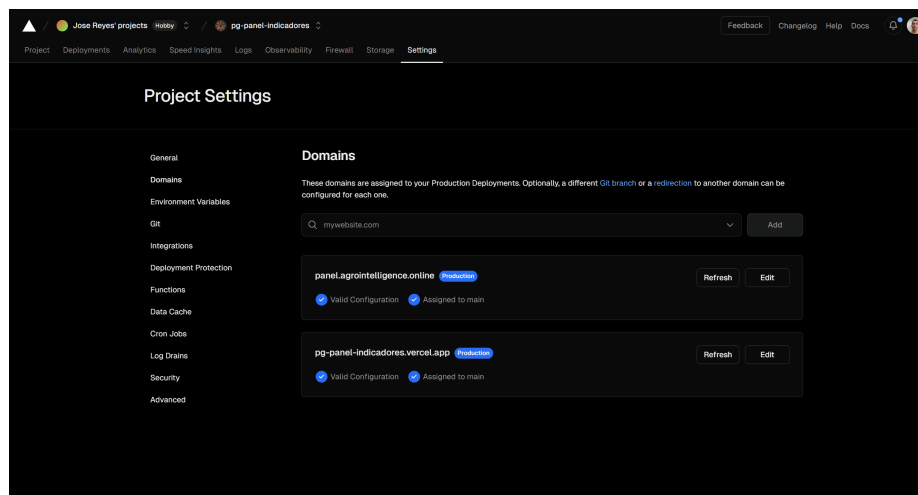 Jose Reyes' projects Hobby pg-panel-indicadores Feedback Changelog Help Docs
Project Deployments Analytics Speed Insights Logs Observability Firewall Storage Settings
Project Settings
General
Domains
Environment Variables
Git
Integrations
Deployment Protection
Functions
Data Cache
Cron Jobs
Log Drains
Security
Advanced
Domains
These domains are assigned to your Production Deployments. Optionally, a different Git branch or a redirection to another domain can be
configured for each one.
mywebsite.com Add
panel.agrointelligence.online Production Refresh Edit
Valid Configuration Assigned to main
pg-panel-indicadores.vercel.app Production Refresh Edit
Valid Configuration Assigned to main